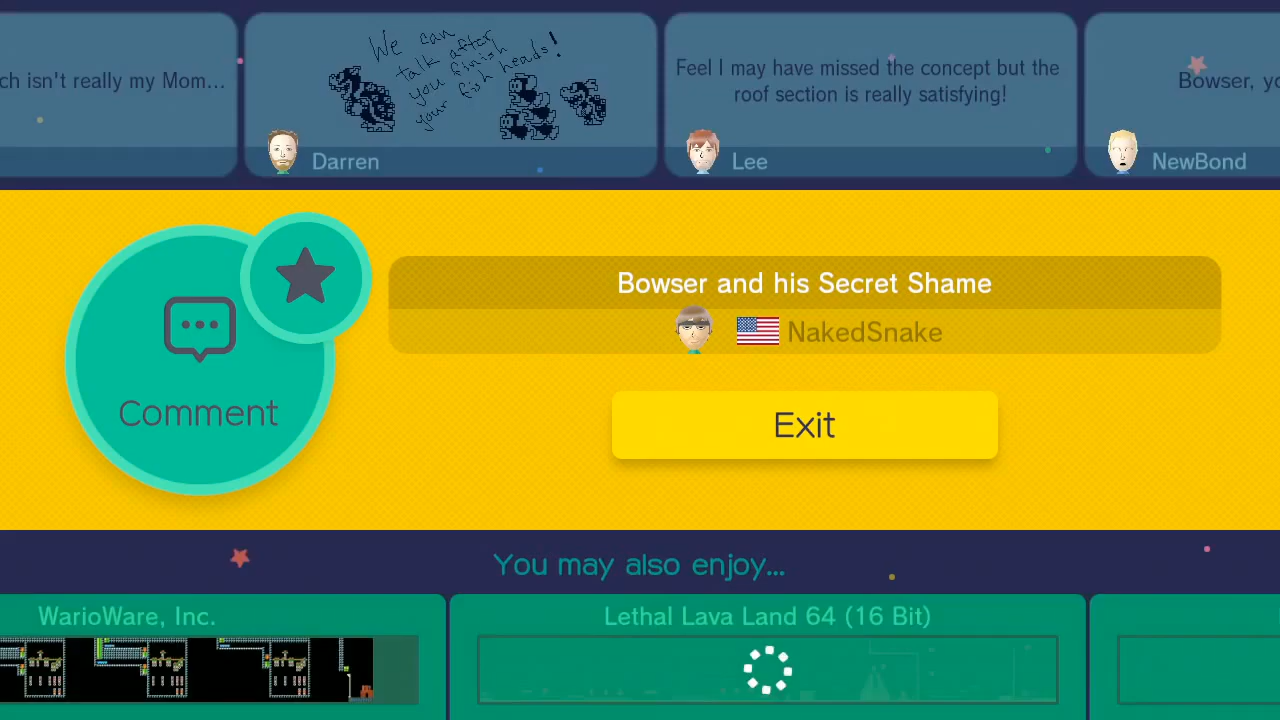 ch isn't really my Mom...
We can
talk after
you finish
your fish heads!
Darren
Feel I may have missed the concept but the
roof section is really satisfying!
Lee
Bowser, yo
NewBond
Comment
Bowser and his Secret Shame
NakedSnake
Exit
You may also enjoy...
WarioWare, Inc.
Lethal Lava Land 64 (16 Bit)